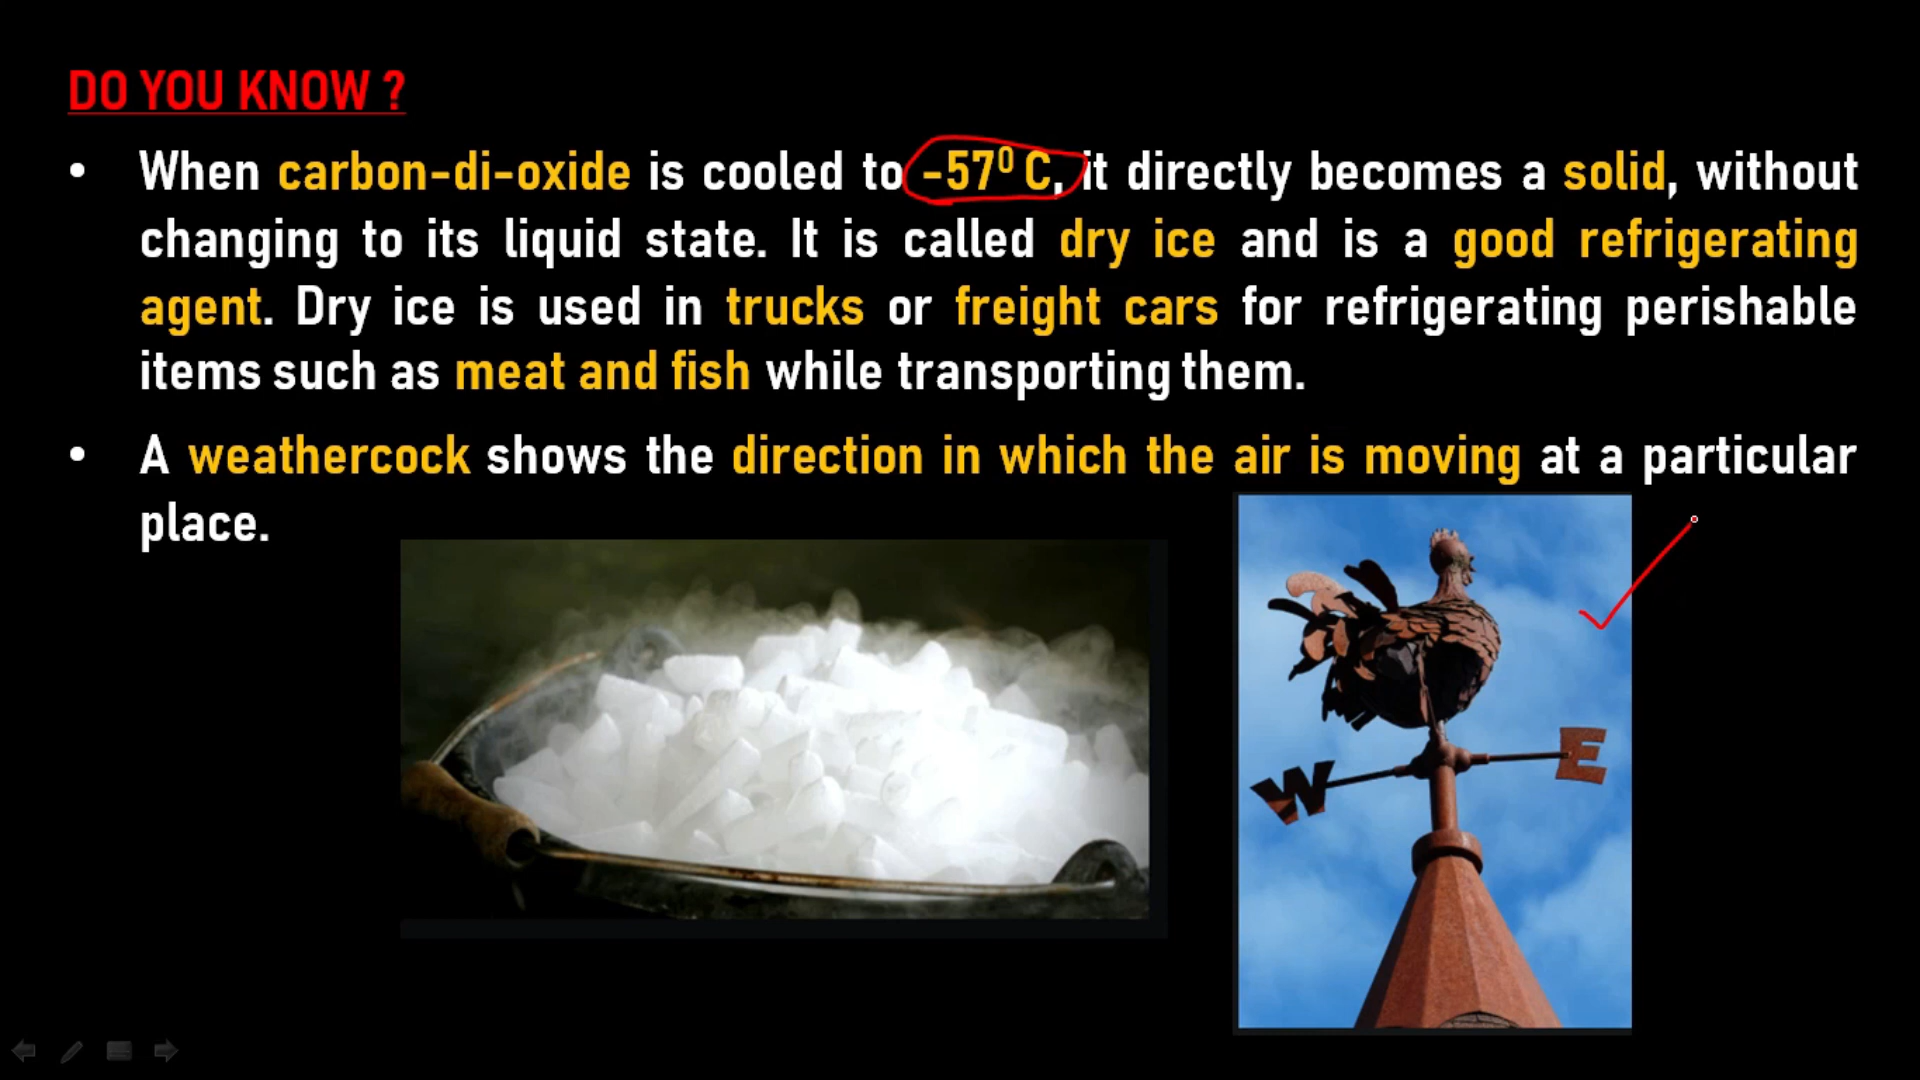 DO YOU KNOW ?
• When carbon-di-oxide is cooled to -57⁰ C, it directly becomes a solid, without
changing to its liquid state. It is called dry ice and is a good refrigerating
agent. Dry ice is used in trucks or freight cars for refrigerating perishable
items such as meat and fish while transporting them.
• A weathercock shows the direction in which the air is moving at a particular
place.
W E